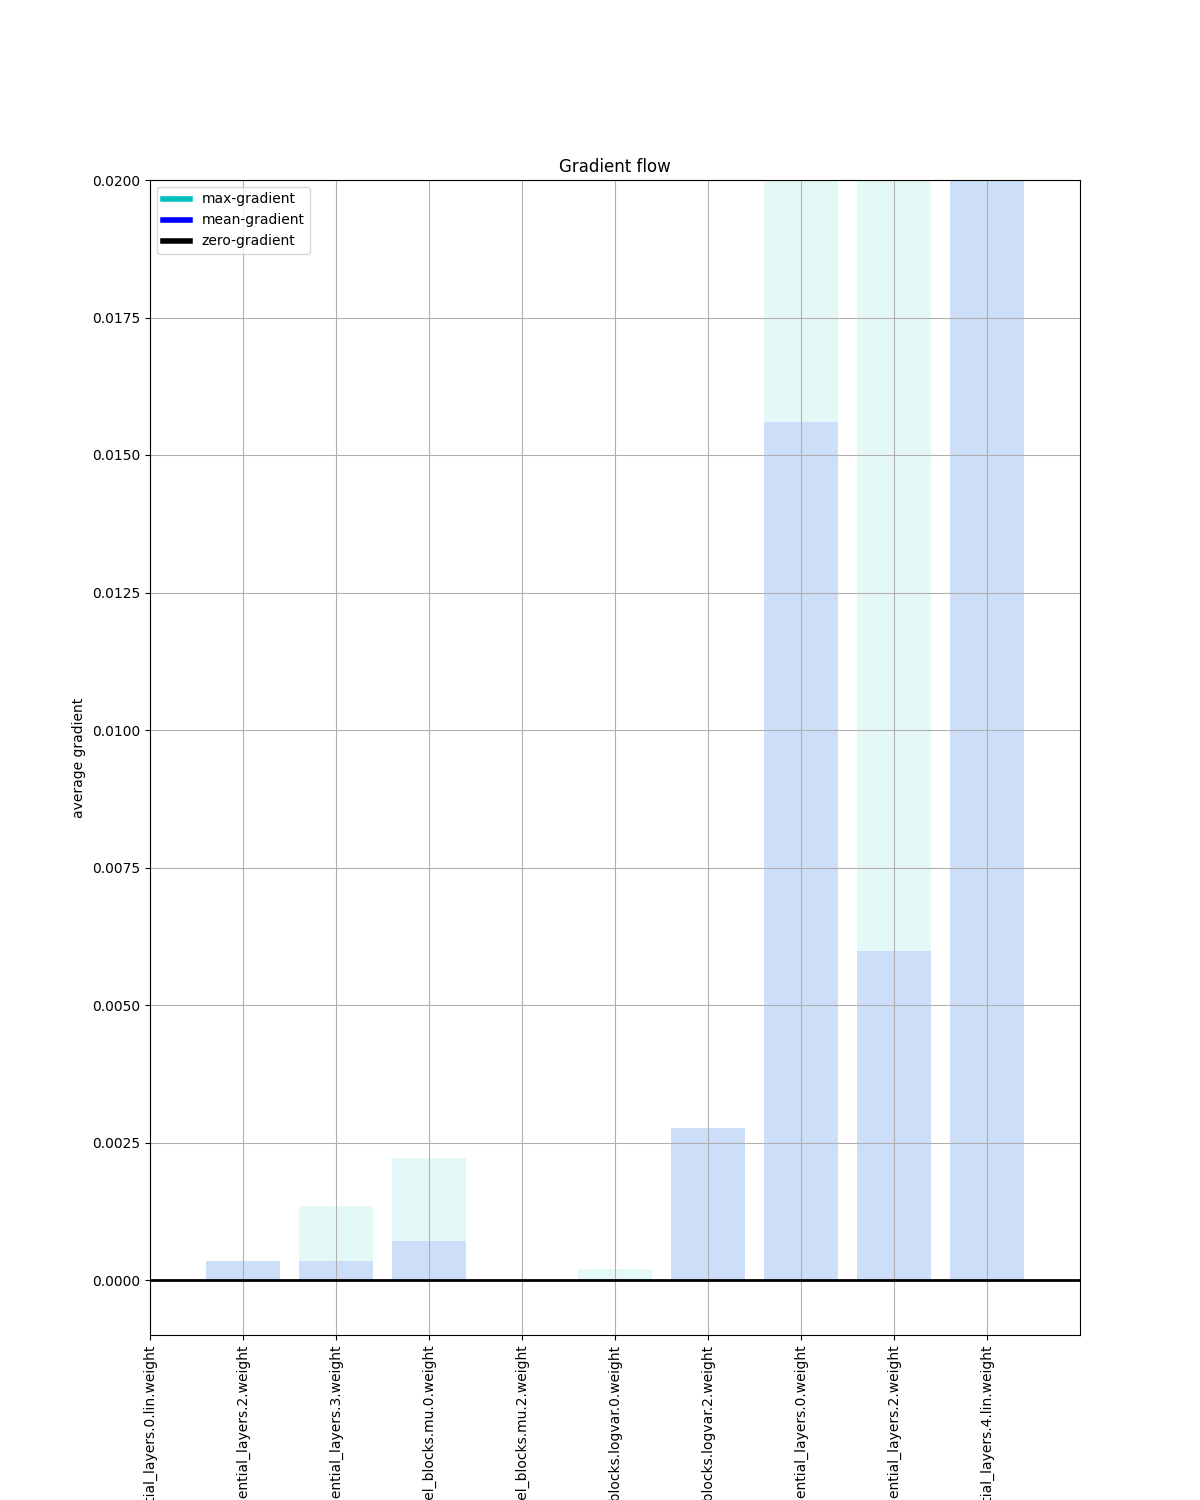 Gradient flow
max-gradient
mean-gradient
zero-gradient
0.0200
0.0175
0.0150
0.0125
0.0100
0.0075
0.0050
0.0025
0.0000
average gradient
tial_layers.0.lin.weight
ential_layers.2.weight
ential_layers.3.weight
el_blocks.mu.0.weight
el_blocks.mu.2.weight
blocks.logvar.0.weight
blocks.logvar.2.weight
ential_layers.0.weight
ential_layers.2.weight
tial_layers.4.lin.weight